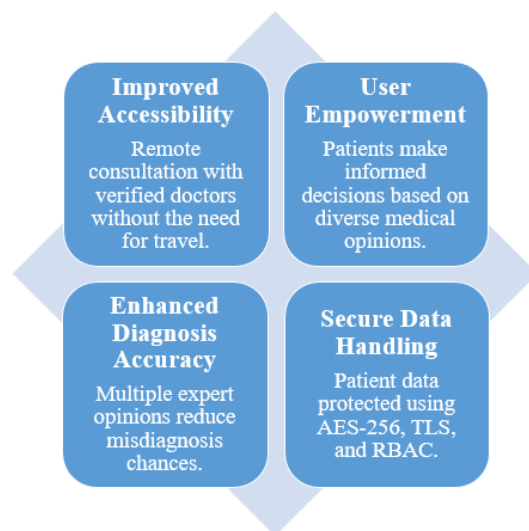 Improved
Accessibility
Remote
consultation with
verified doctors
without the need
for travel.
User
Empowerment
Patients make
informed
decisions based on
diverse medical
opinions.
Enhanced
Diagnosis
Accuracy
Multiple expert
opinions reduce
misdiagnosis
chances.
Secure Data
Handling
Patient data
protected using
AES-256, TLS,
and RBAC.